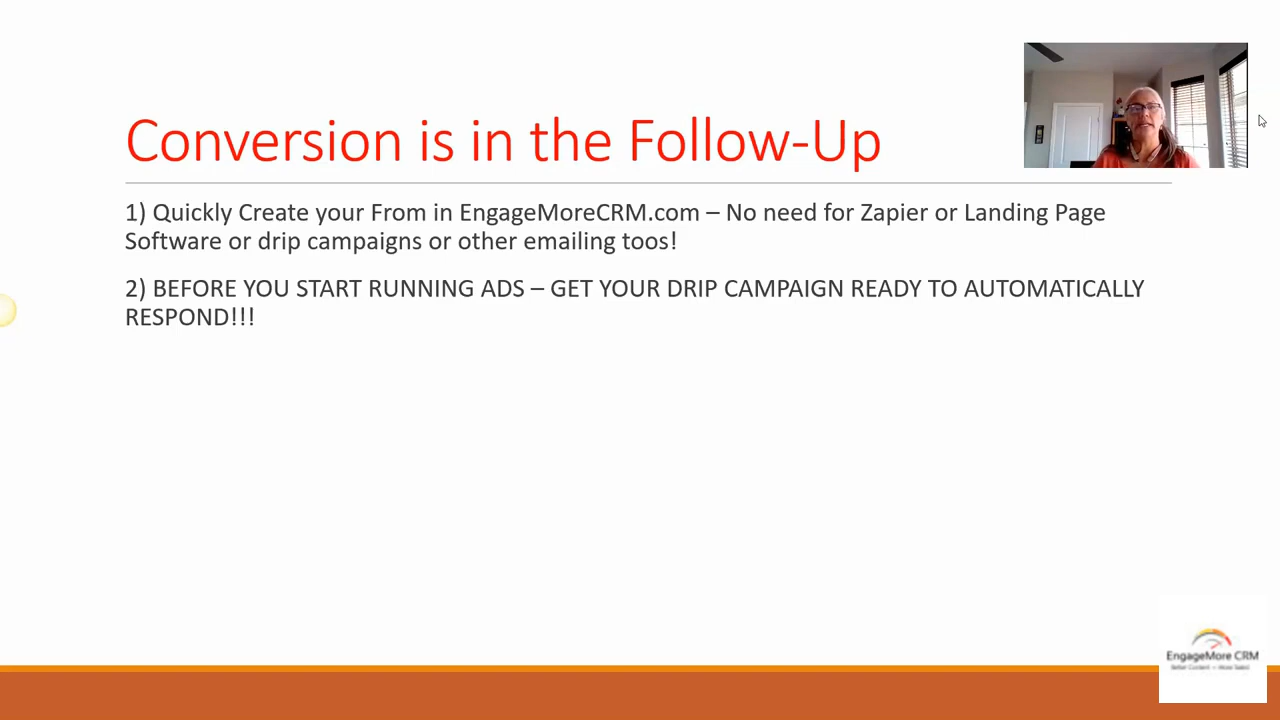 Conversion is in the Follow-Up
1) Quickly Create your From in EngageMoreCRM.com – No need for Zapier or Landing Page
Software or drip campaigns or other emailing toos!
2) BEFORE YOU START RUNNING ADS – GET YOUR DRIP CAMPAIGN READY TO AUTOMATICALLY
RESPOND!!!
EngageMore CRM